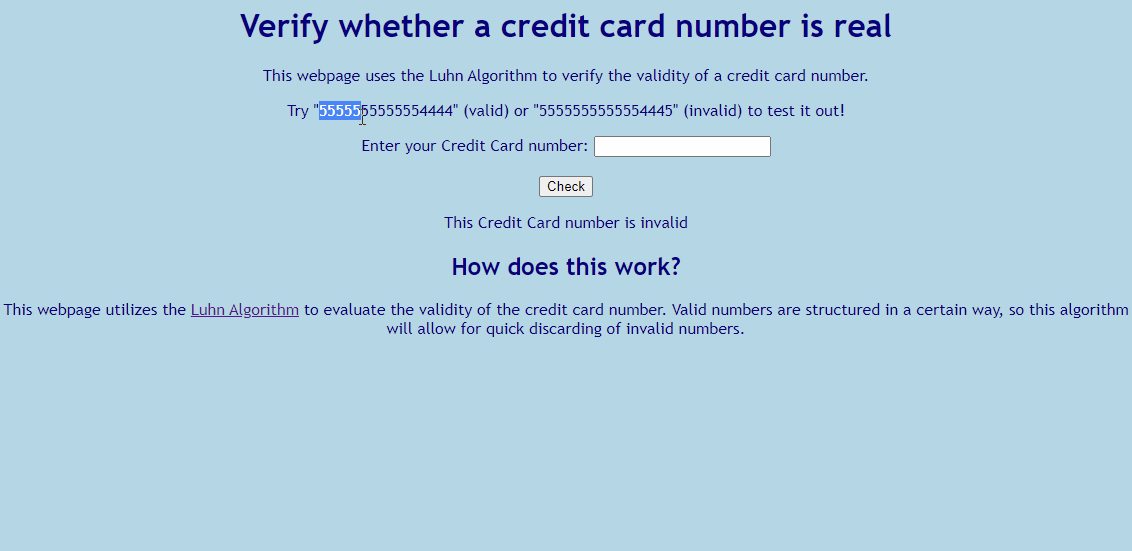 Verify whether a credit card number is real
This webpage uses the Luhn Algorithm to verify the validity of a credit card number.
Try "5555555555554444" (valid) or "5555555555554445" (invalid) to test it out!
Enter your Credit Card number:
Check
This Credit Card number is invalid
How does this work?
This webpage utilizes the Luhn Algorithm to evaluate the validity of the credit card number. Valid numbers are structured in a certain way, so this algorithm
will allow for quick discarding of invalid numbers.